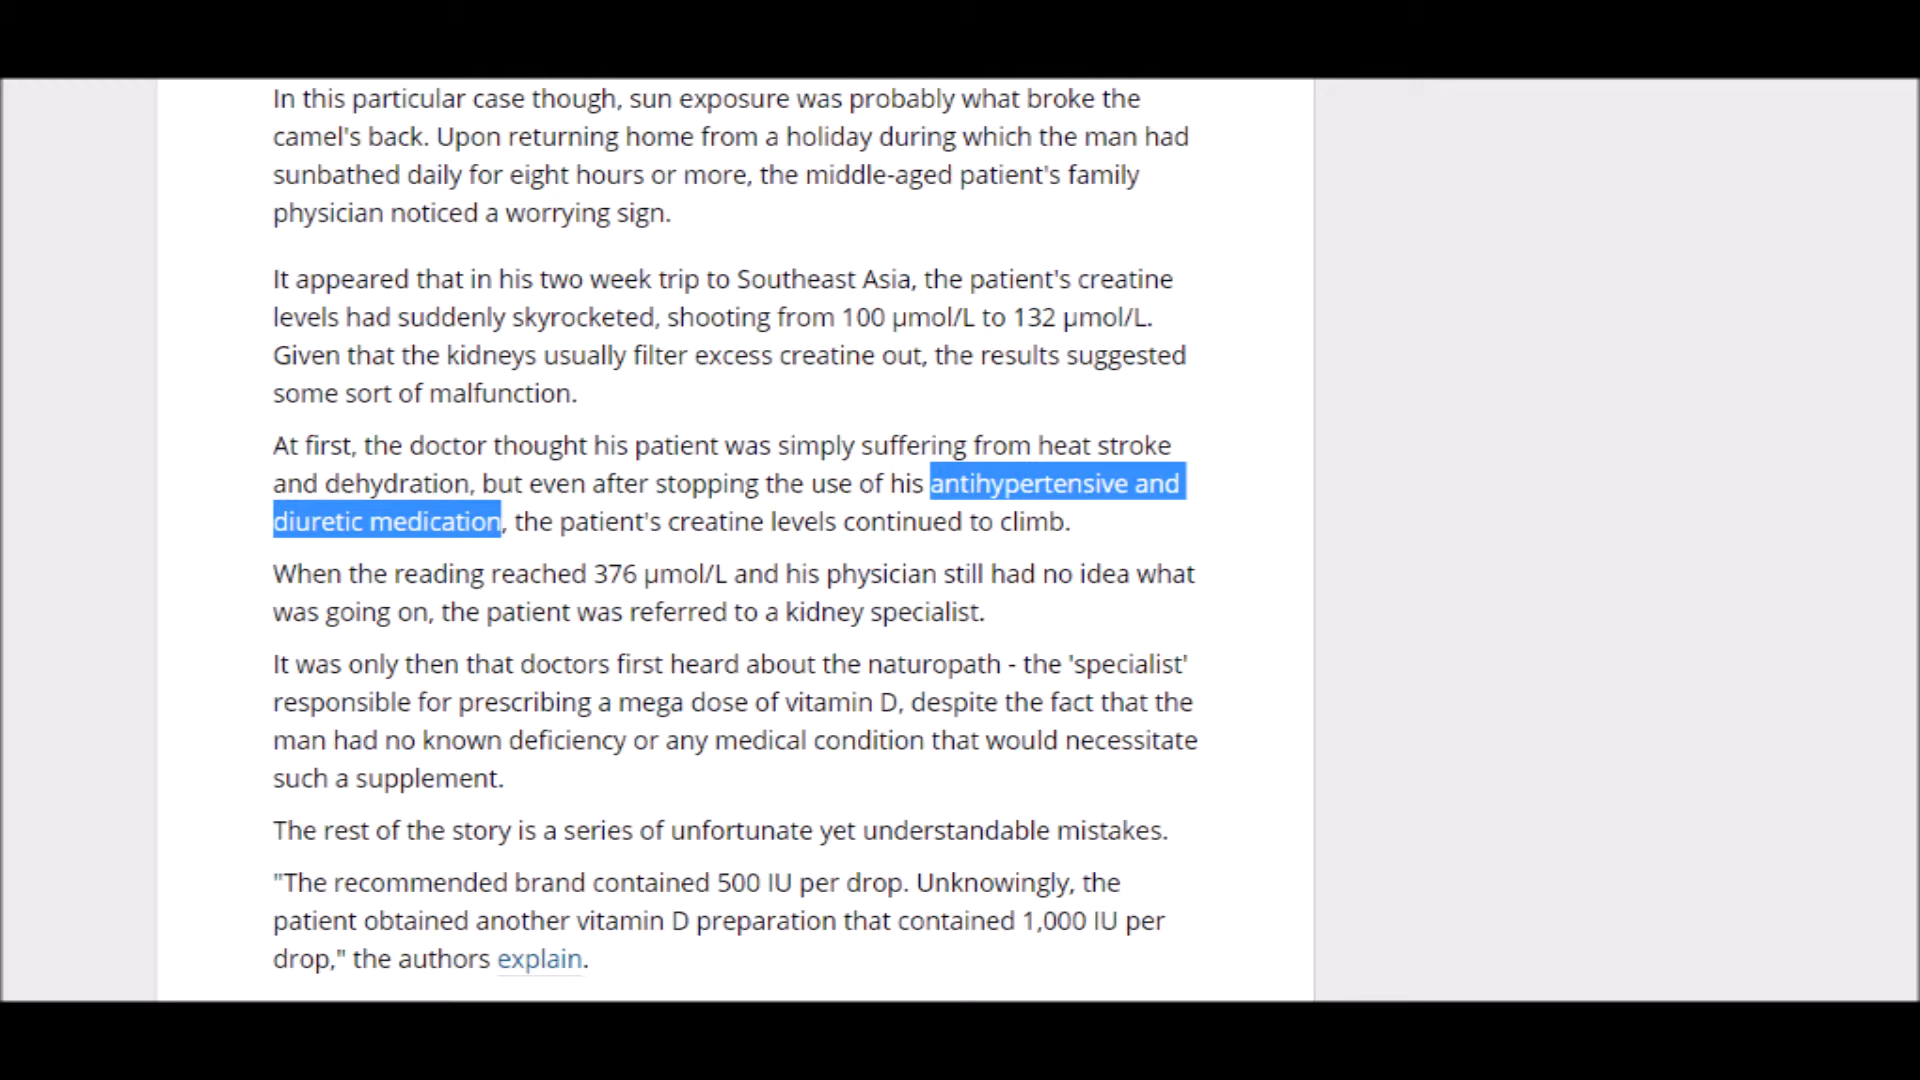 In this particular case though, sun exposure was probably what broke the
camel's back. Upon returning home from a holiday during which the man had
sunbathed daily for eight hours or more, the middle-aged patient's family
physician noticed a worrying sign.
It appeared that in his two week trip to Southeast Asia, the patient's creatine
levels had suddenly skyrocketed, shooting from 100 μmol/L to 132 μmol/L.
Given that the kidneys usually filter excess creatine out, the results suggested
some sort of malfunction.
At first, the doctor thought his patient was simply suffering from heat stroke
and dehydration, but even after stopping the use of his antihypertensive and
diuretic medication, the patient's creatine levels continued to climb.
When the reading reached 376 μmol/L and his physician still had no idea what
was going on, the patient was referred to a kidney specialist.
It was only then that doctors first heard about the naturopath - the 'specialist'
responsible for prescribing a mega dose of vitamin D, despite the fact that the
man had no known deficiency or any medical condition that would necessitate
such a supplement.
The rest of the story is a series of unfortunate yet understandable mistakes.
"The recommended brand contained 500 IU per drop. Unknowingly, the
patient obtained another vitamin D preparation that contained 1,000 IU per
drop," the authors explain.